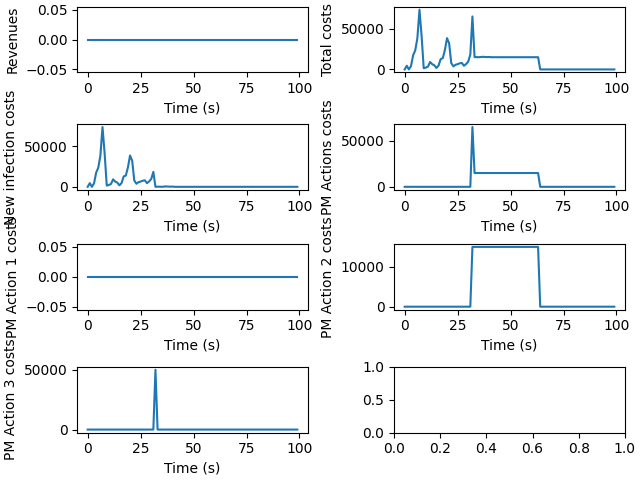 Revenues
0.05
0.00
−0.05
0 25 50 75 100
Time (s)
Total costs
50000
0
0 25 50 75 100
Time (s)
New infection costs
50000
0
0 25 50 75 100
Time (s)
PM Actions costs
50000
0
0 25 50 75 100
Time (s)
PM Action 1 costs
0.05
0.00
−0.05
0 25 50 75 100
Time (s)
PM Action 2 costs
10000
0
0 25 50 75 100
Time (s)
PM Action 3 costs
50000
0
0 25 50 75 100
Time (s)
1.0
0.5
0.0
0.0 0.2 0.4 0.6 0.8 1.0